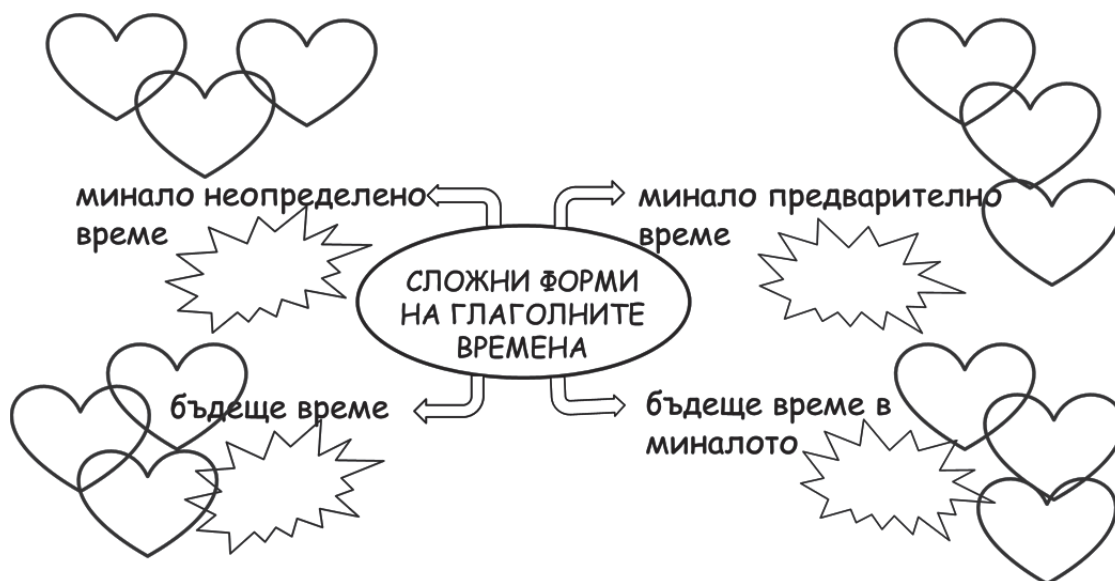 минало неопределено
време
минало предварително
време
СЛОЖНИ ФОРМИ
НА ГЛАГОЛНИТЕ
ВРЕМЕНА
бъдеще време
бъдеще време в
миналото